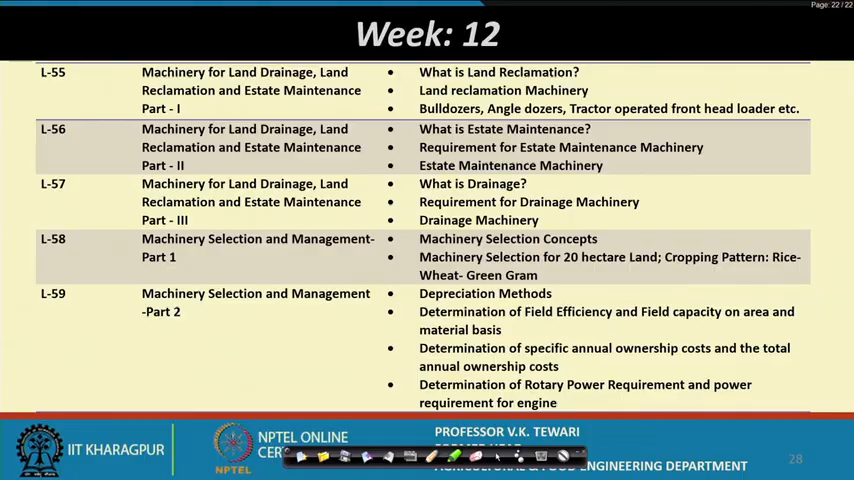 Page: 22 / 22
Week: 12
L-55 Machinery for Land Drainage, Land • What is Land Reclamation?
Reclamation and Estate Maintenance • Land reclamation Machinery
Part - I • Bulldozers, Angle dozers, Tractor operated front head loader etc.
L-56 Machinery for Land Drainage, Land • What is Estate Maintenance?
Reclamation and Estate Maintenance • Requirement for Estate Maintenance Machinery
Part - II • Estate Maintenance Machinery
L-57 Machinery for Land Drainage, Land • What is Drainage?
Reclamation and Estate Maintenance • Requirement for Drainage Machinery
Part - III • Drainage Machinery
L-58 Machinery Selection and Management- • Machinery Selection Concepts
Part 1 • Machinery Selection for 20 hectare Land; Cropping Pattern: Rice-
Wheat- Green Gram
L-59 Machinery Selection and Management • Depreciation Methods
-Part 2 • Determination of Field Efficiency and Field capacity on area and
material basis
• Determination of specific annual ownership costs and the total
annual ownership costs
• Determination of Rotary Power Requirement and power
requirement for engine
IIT KHARAGPUR
NPTEL
NPTEL ONLINE
PROFESSOR V.K. TEWARI
ENGINEERING DEPARTMENT
28